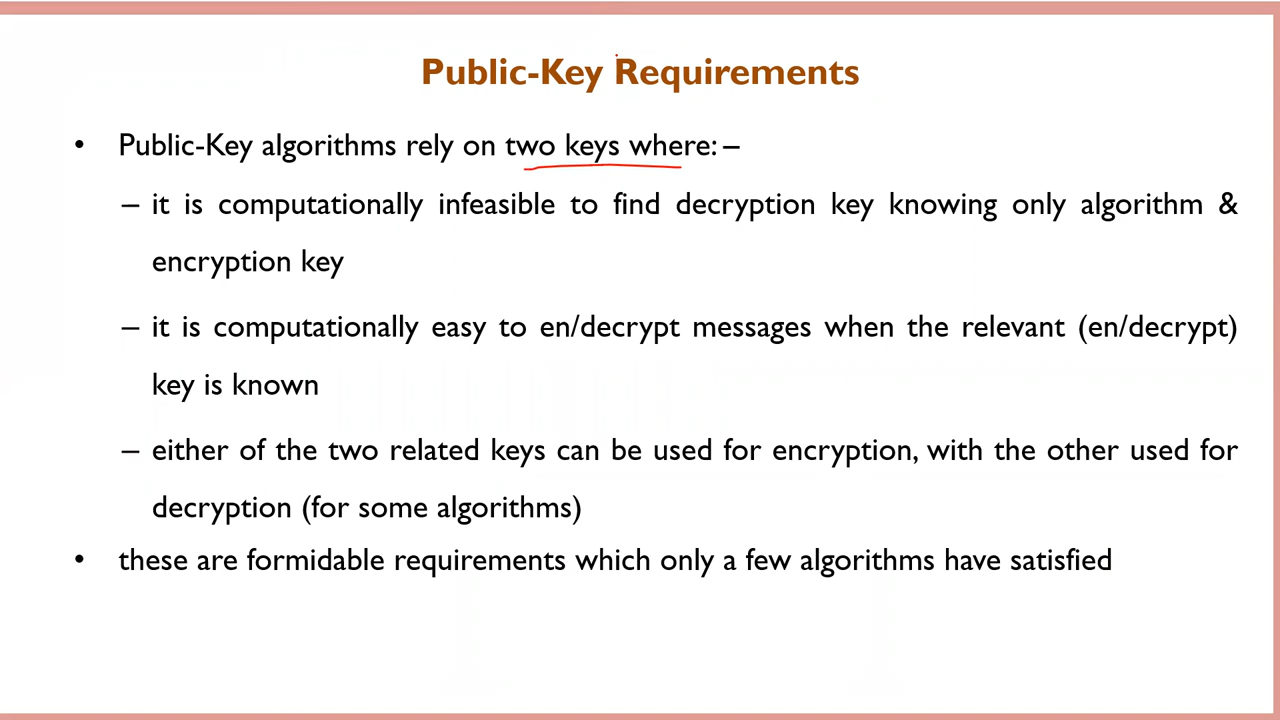 Public-Key Requirements
• Public-Key algorithms rely on two keys where: –
– it is computationally infeasible to find decryption key knowing only algorithm &
encryption key
– it is computationally easy to en/decrypt messages when the relevant (en/decrypt)
key is known
– either of the two related keys can be used for encryption, with the other used for
decryption (for some algorithms)
• these are formidable requirements which only a few algorithms have satisfied